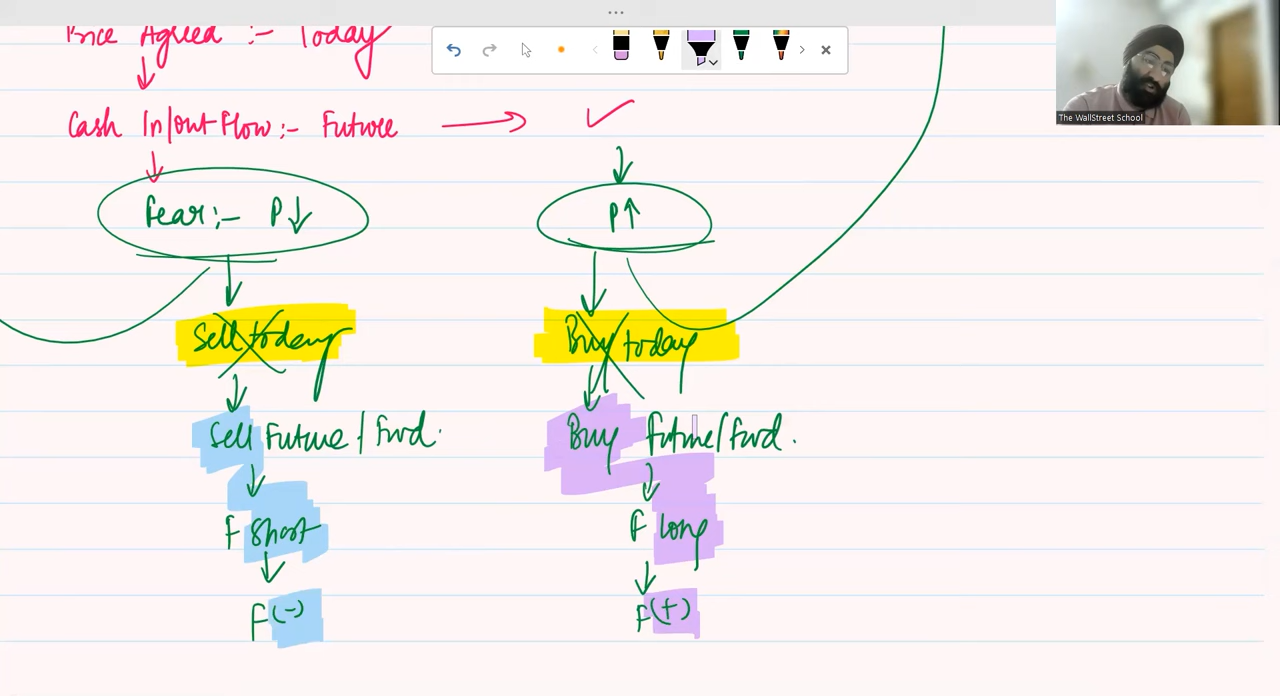 Price Agreed :- Today
Cash In/out Flow :- Future
Fear :- P↓
P↑
Sell today
Buy today
Sell Future / Fwd.
Buy Future/Fwd.
F Short
F long
F(-)
F(+)
The WallStreet School